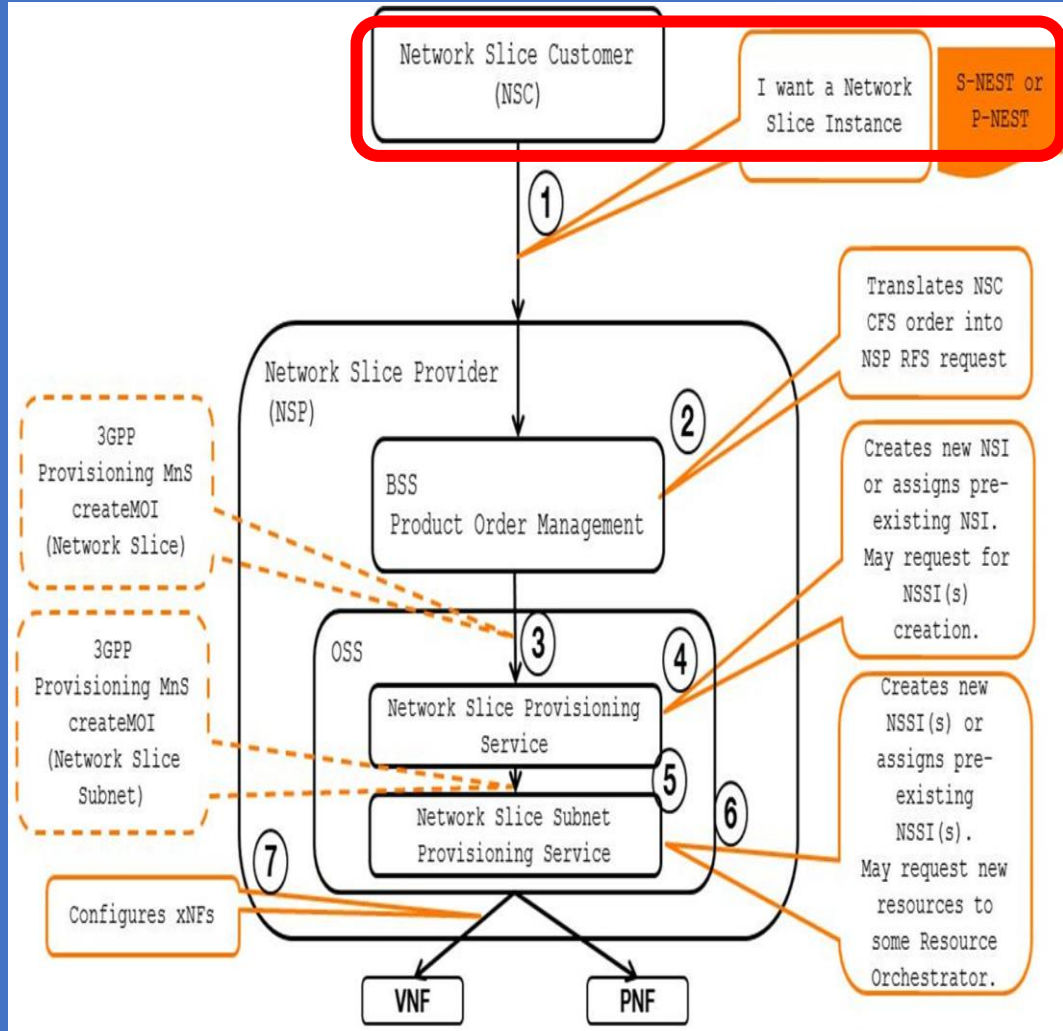 Network Slice Customer
(NSC)
I want a Network
Slice Instance
S-NEST or
P-NEST
1
Translates NSC
CFS order into
NSP RFS request
Network Slice Provider
(NSP)
2
3GPP
Provisioning MnS
createMOI
(Network Slice)
BSS
Product Order Management
Creates new NSI
or assigns pre-
existing NSI.
May request for
NSSI(s)
creation.
OSS
3
4
3GPP
Provisioning MnS
createMOI
(Network Slice
Subnet)
Network Slice Provisioning
Service
5
6
Network Slice Subnet
Provisioning Service
Creates new
NSSI(s) or
assigns pre-
existing
NSSI(s).
May request new
resources to
some Resource
Orchestrator.
7
Configures xNFs
VNF
PNF